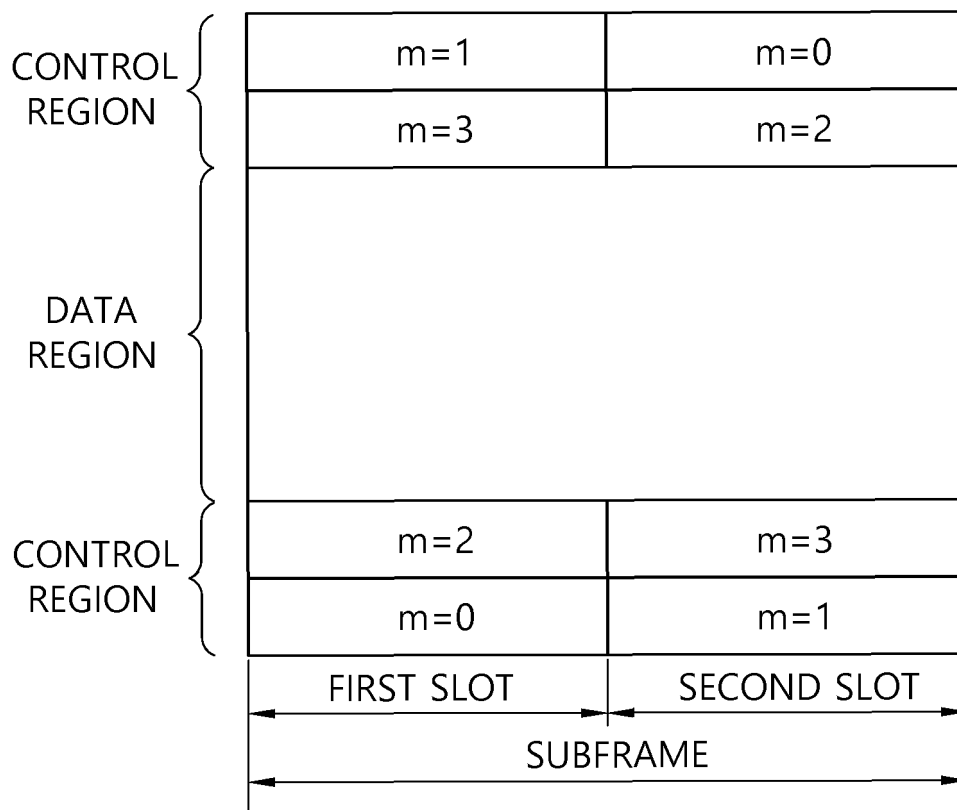 CONTROL
REGION
m=1
m=0
m=3
m=2
DATA
REGION
CONTROL
REGION
m=2
m=3
m=0
m=1
FIRST SLOT
SECOND SLOT
SUBFRAME